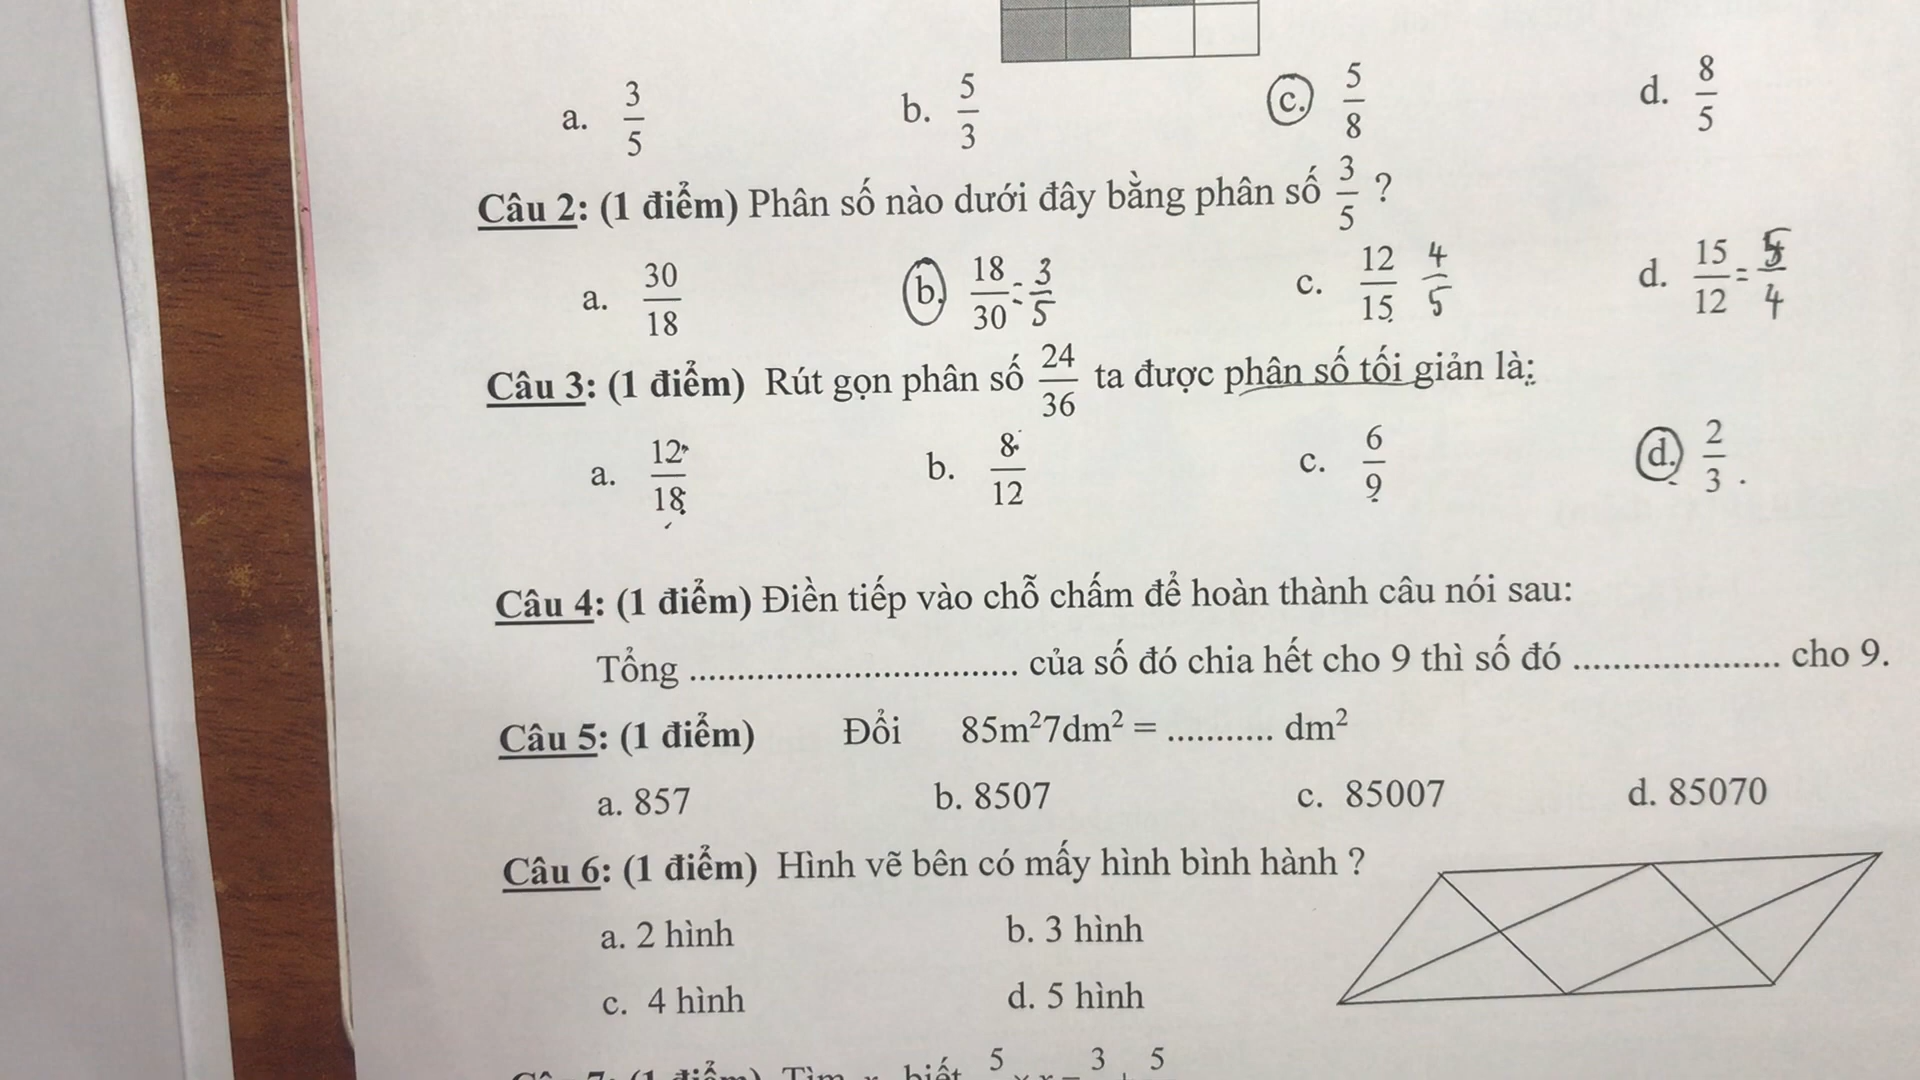 a. 3/5 b. 5/3 c. 5/8 d. 8/5
Câu 2: (1 điểm) Phân số nào dưới đây bằng phân số 3/5 ?
a. 30/18 b. 18/30 = 3/5 c. 12/15 4/5 d. 15/12 = 5/4
Câu 3: (1 điểm) Rút gọn phân số 24/36 ta được phân số tối giản là:
a. 12/18 b. 8/12 c. 6/9 d. 2/3 .
Câu 4: (1 điểm) Điền tiếp vào chỗ chấm để hoàn thành câu nói sau:
Tổng ................................. của số đó chia hết cho 9 thì số đó ..................... cho 9.
Câu 5: (1 điểm) Đổi 85m²7dm² = ........... dm²
a. 857 b. 8507 c. 85007 d. 85070
Câu 6: (1 điểm) Hình vẽ bên có mấy hình bình hành ?
a. 2 hình b. 3 hình
c. 4 hình d. 5 hình